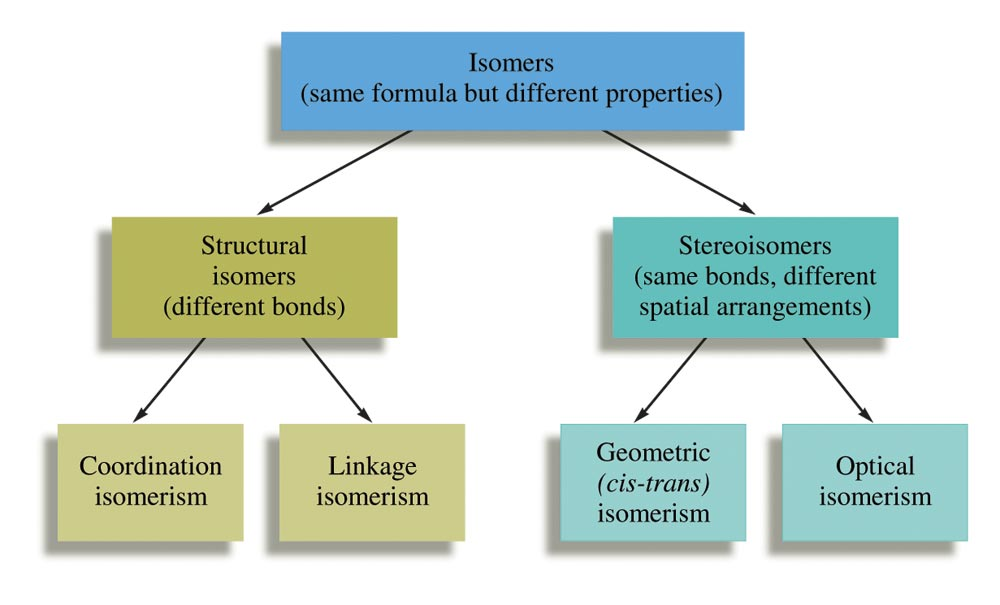 Isomers
(same formula but different properties)
Structural
isomers
(different bonds)
Stereoisomers
(same bonds, different
spatial arrangements)
Coordination
isomerism
Linkage
isomerism
Geometric
(cis-trans)
isomerism
Optical
isomerism